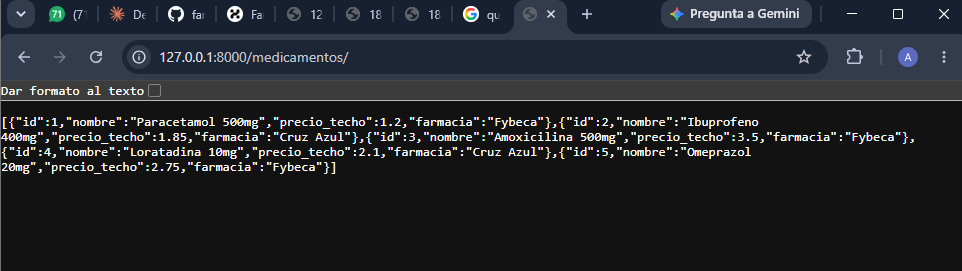 71
(71
De
far
Fa
12
18
18
qu
Pregunta a Gemini
127.0.0.1:8000/medicamentos/
A
Dar formato al texto
[{"id":1,"nombre":"Paracetamol 500mg","precio_techo":1.2,"farmacia":"Fybeca"},{"id":2,"nombre":"Ibuprofeno
400mg","precio_techo":1.85,"farmacia":"Cruz Azul"},{"id":3,"nombre":"Amoxicilina 500mg","precio_techo":3.5,"farmacia":"Fybeca"},
{"id":4,"nombre":"Loratadina 10mg","precio_techo":2.1,"farmacia":"Cruz Azul"},{"id":5,"nombre":"Omeprazol
20mg","precio_techo":2.75,"farmacia":"Fybeca"}]